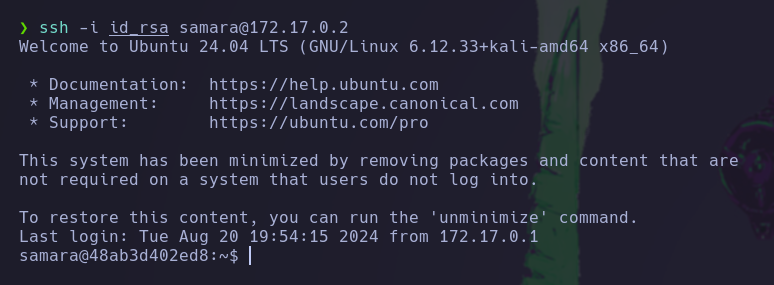 ❯ ssh -i id_rsa samara@172.17.0.2
Welcome to Ubuntu 24.04 LTS (GNU/Linux 6.12.33+kali-amd64 x86_64)

 * Documentation:  https://help.ubuntu.com
 * Management:     https://landscape.canonical.com
 * Support:        https://ubuntu.com/pro

This system has been minimized by removing packages and content that are
not required on a system that users do not log into.

To restore this content, you can run the 'unminimize' command.
Last login: Tue Aug 20 19:54:15 2024 from 172.17.0.1
samara@48ab3d402ed8:~$